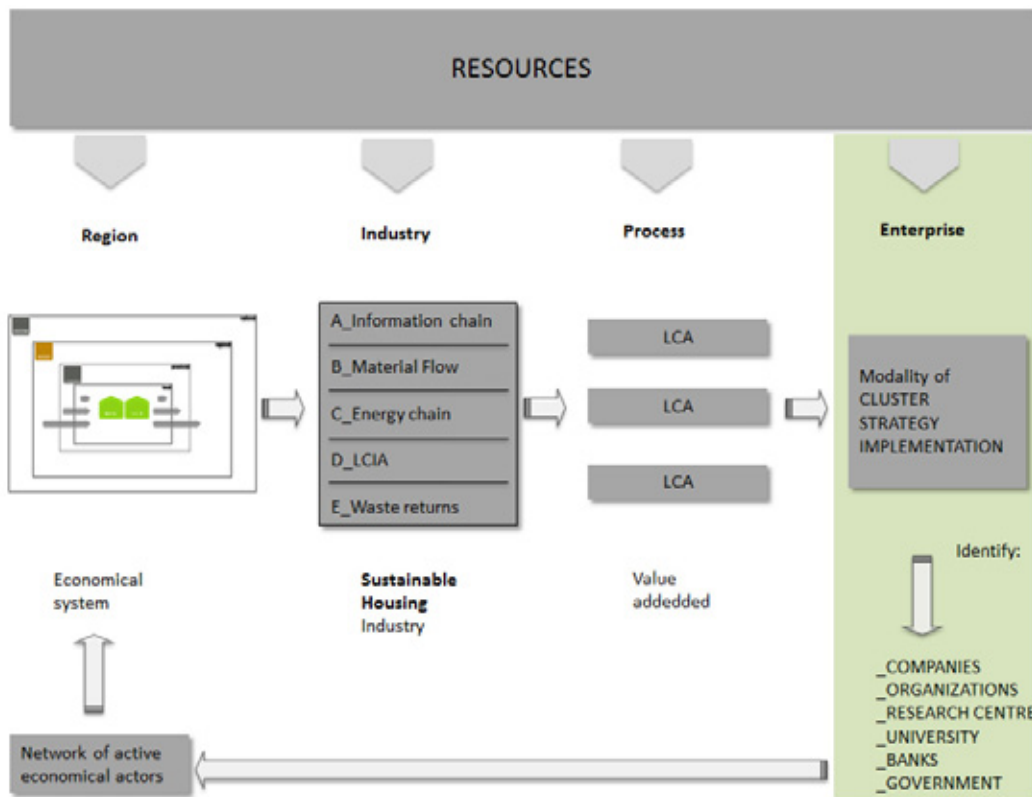 RESOURCES
Region
Industry
Process
Enterprise
A_Information chain
B_Material Flow
C_Energy chain
D_LCIA
E_Waste returns
LCA
LCA
LCA
Modality of
CLUSTER
STRATEGY
IMPLEMENTATION
Economical
system
Sustainable
Housing
Industry
Value
addedded
Identify:
_COMPANIES
_ORGANIZATIONS
_RESEARCH CENTRE
_UNIVERSITY
_BANKS
_GOVERNMENT
Network of active
economical actors